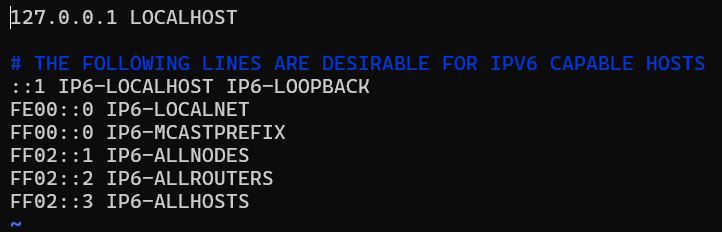 127.0.0.1 LOCALHOST

# THE FOLLOWING LINES ARE DESIRABLE FOR IPV6 CAPABLE HOSTS
::1 IP6-LOCALHOST IP6-LOOPBACK
FE00::0 IP6-LOCALNET
FF00::0 IP6-MCASTPREFIX
FF02::1 IP6-ALLNODES
FF02::2 IP6-ALLROUTERS
FF02::3 IP6-ALLHOSTS
~